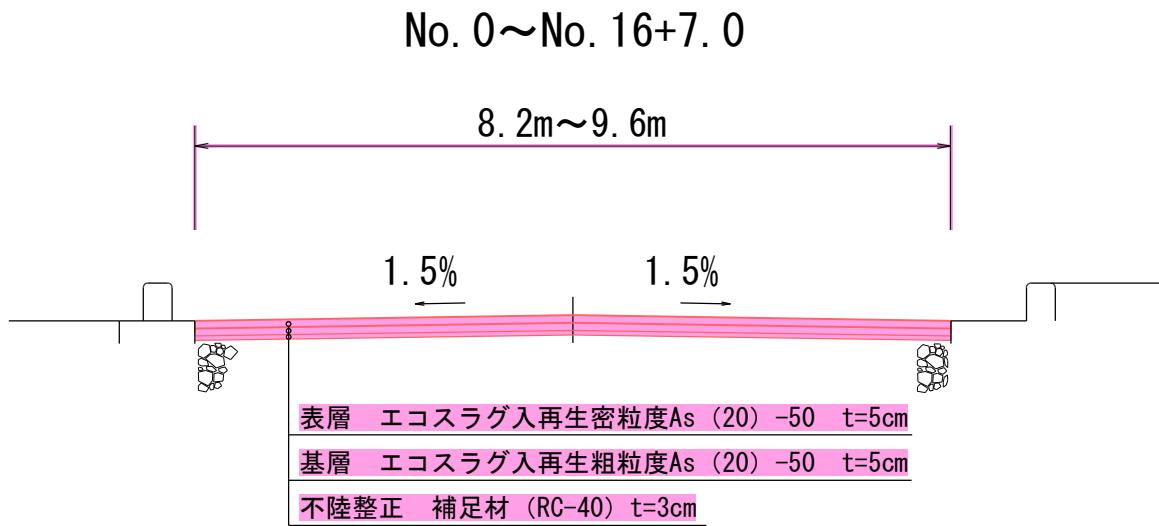 No.0～No.16+7.0
8.2m～9.6m
1.5% 1.5%
表層　エコスラグ入再生密粒度As（20）-50　t=5cm
基層　エコスラグ入再生粗粒度As（20）-50　t=5cm
不陸整正　補足材（RC-40）t=3cm